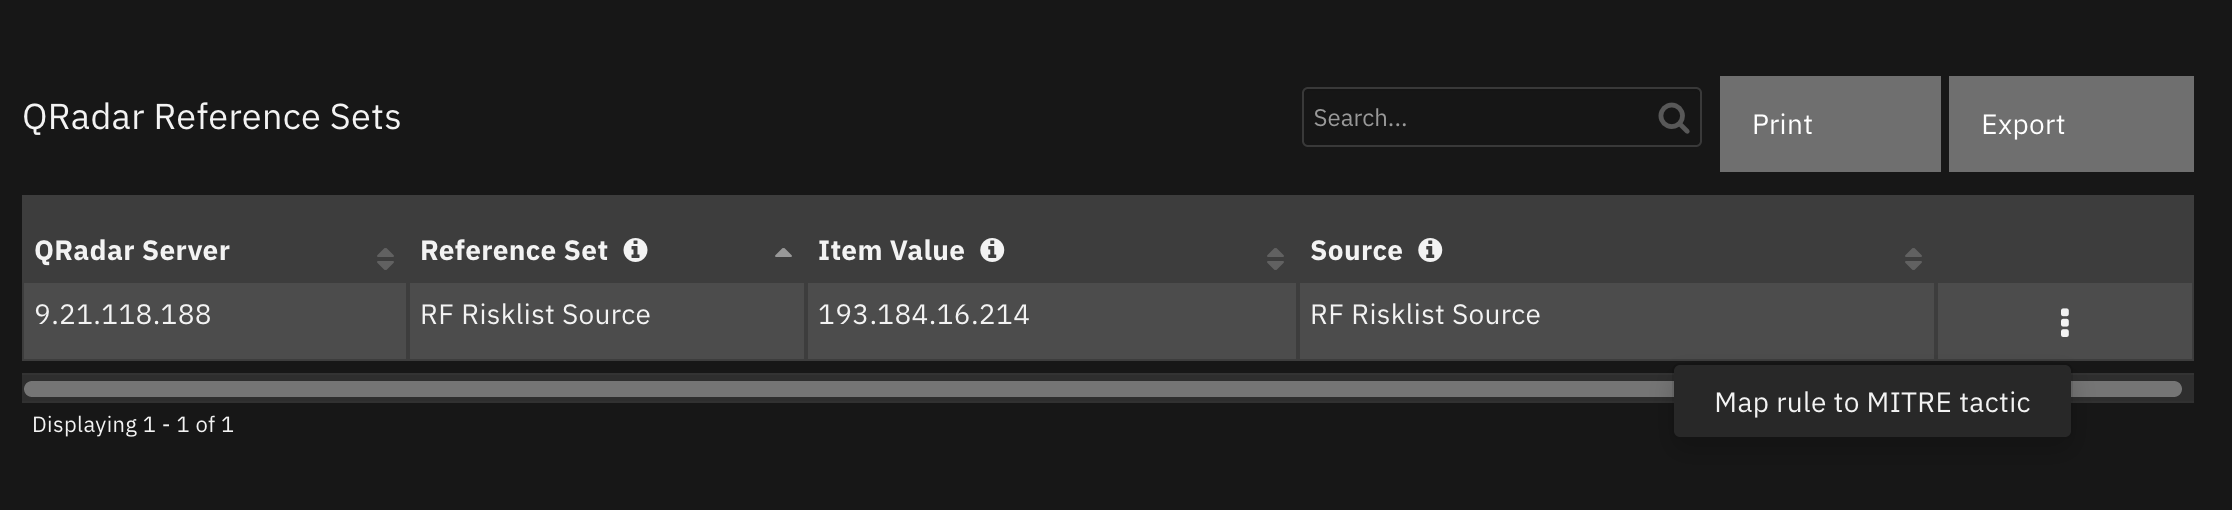 QRadar Reference Sets
Search...
Print
Export
QRadar Server
Reference Set
Item Value
Source
9.21.118.188
RF Risklist Source
193.184.16.214
RF Risklist Source
Map rule to MITRE tactic
Displaying 1 - 1 of 1